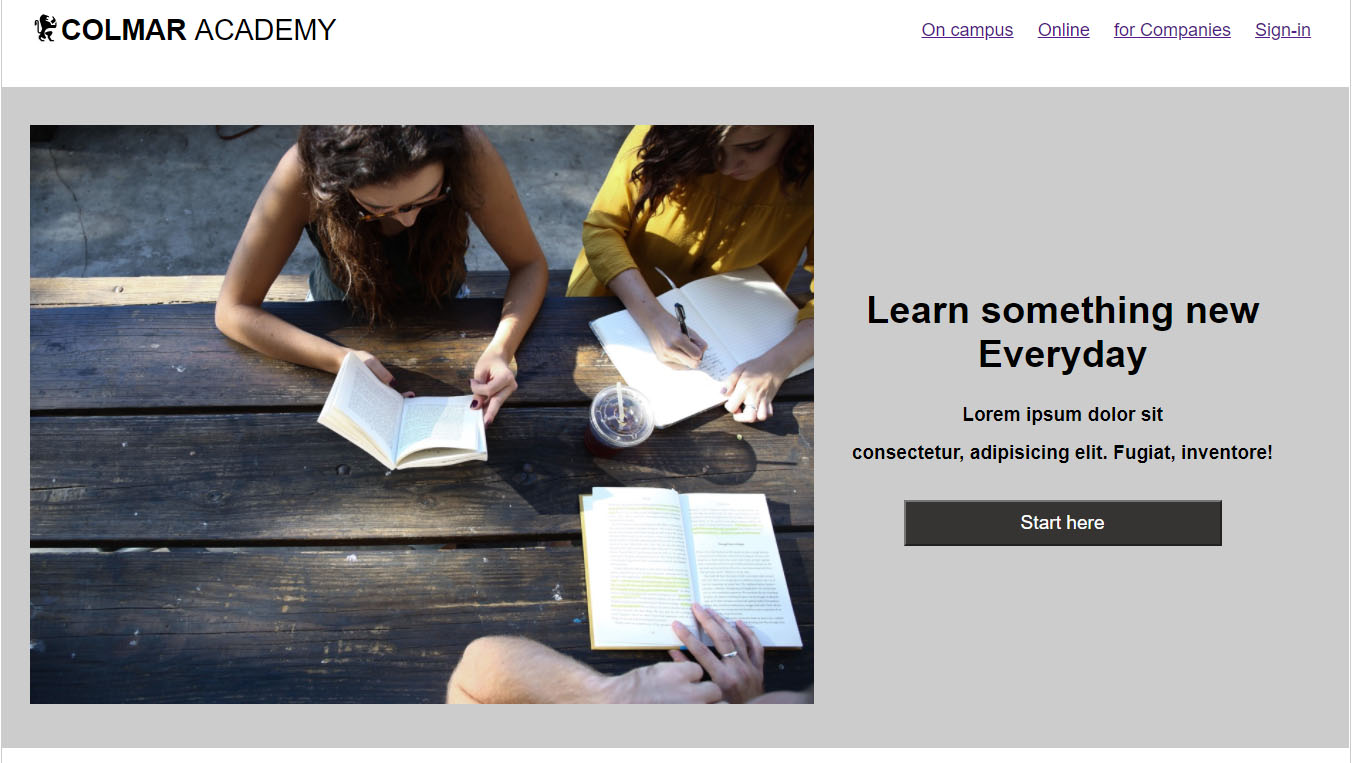 COLMAR ACADEMY
On campus Online for Companies Sign-in
Learn something new
Everyday
Lorem ipsum dolor sit
consectetur, adipisicing elit. Fugiat, inventore!
Start here